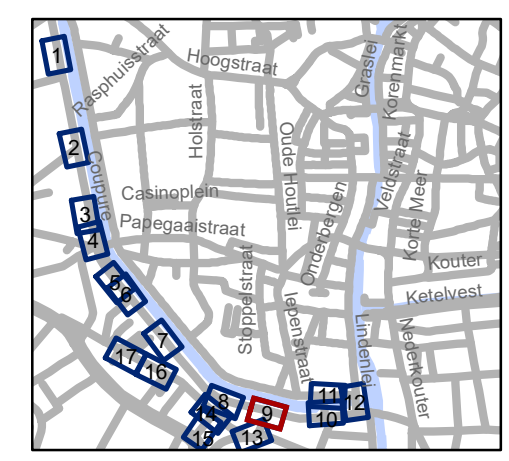 1
Rasphuisstraat
Hoogstraat
Graslei
Korenmarkt
2
Coupure
Holstraat
Oude Houtlei
Veldstraat
3
Casinoplein
Onderbergen
Korte Meer
4
Papegaaistraat
Kouter
5
6
Stoppelstraat
Iepenstraat
Ketelvest
7
Lindenlei
Nederkouter
17
16
8
14
9
11
12
10
15
13